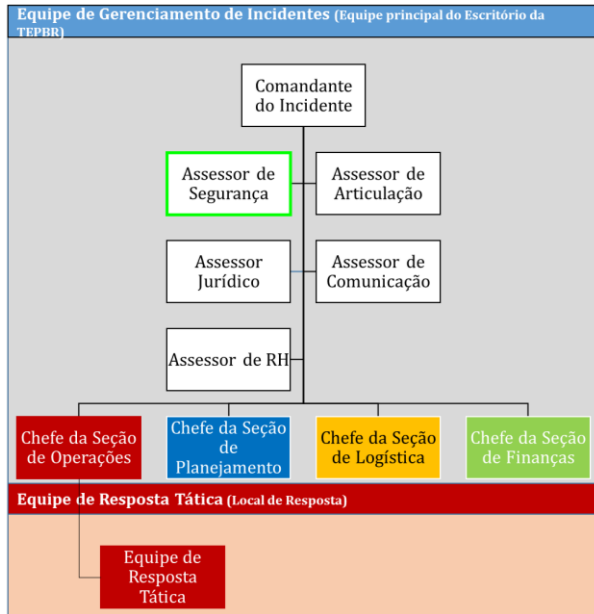 Equipe de Gerenciamento de Incidentes (Equipe principal do Escritório da
TEPBR)
Comandante
do Incidente
Assessor de
Segurança
Assessor de
Articulação
Assessor
Jurídico
Assessor de
Comunicação
Assessor de RH
Chefe da Seção
de Operações
Chefe da Seção
de
Planejamento
Chefe da Seção
de Logística
Chefe da Seção
de Finanças
Equipe de Resposta Tática (Local de Resposta)
Equipe de
Resposta
Tática